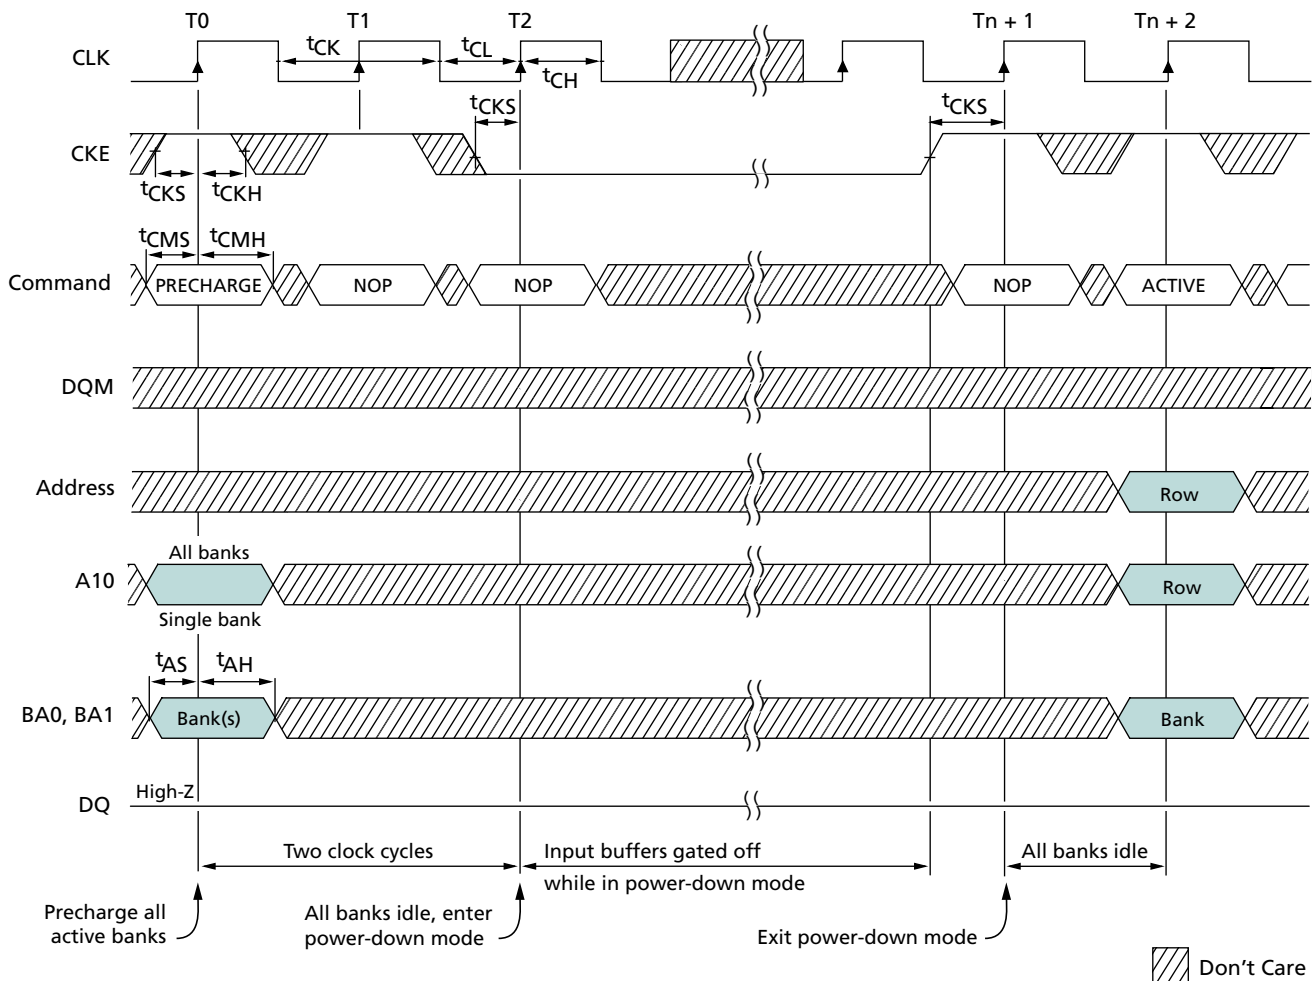 T0 T1 T2 Tn + 1 Tn + 2
CLK
tCK tCL
tCH
tCKS tCKS
CKE
tCKS tCKH
tCMS tCMH
Command PRECHARGE NOP NOP NOP ACTIVE
DQM
Address Row
All banks
A10 Row
Single bank
tAS tAH
BA0, BA1 Bank(s) Bank
High-Z
DQ
Two clock cycles
Input buffers gated off
while in power-down mode
All banks idle
Precharge all
active banks
All banks idle, enter
power-down mode
Exit power-down mode
Don't Care